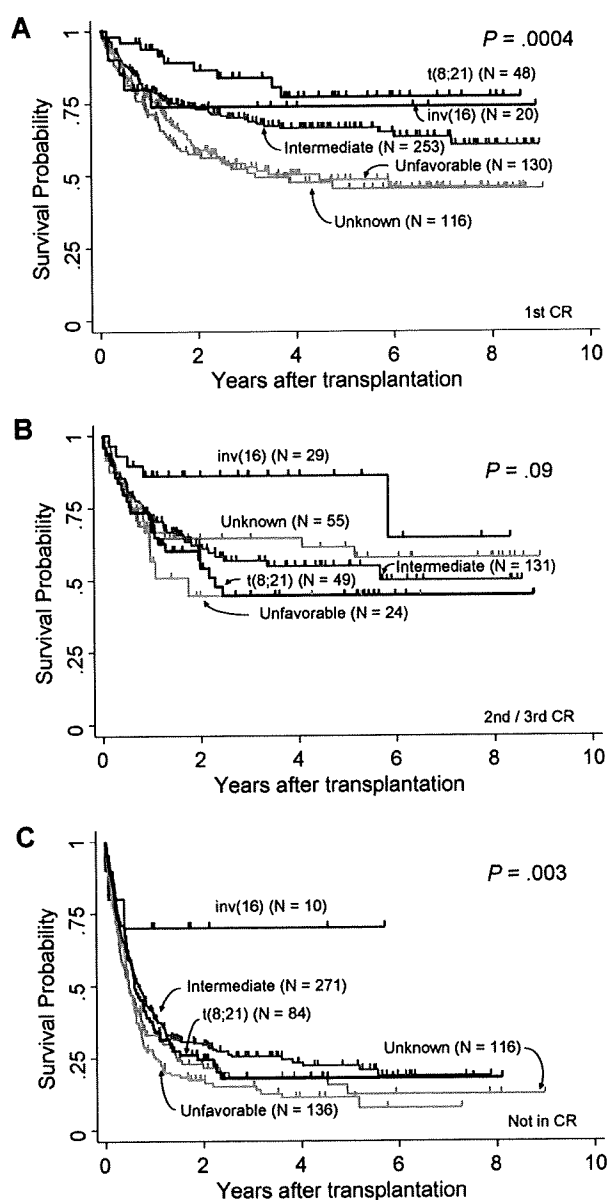 A
P = .0004
1
.75
.5
.25
0
Survival Probability
t(8;21) (N = 48)
inv(16) (N = 20)
Intermediate (N = 253)
Unfavorable (N = 130)
Unknown (N = 116)
1st CR
0 2 4 6 8 10
Years after transplantation
B
P = .09
1
.75
.5
.25
0
Survival Probability
inv(16) (N = 29)
Unknown (N = 55)
Intermediate (N = 131)
t(8;21) (N = 49)
Unfavorable (N = 24)
2nd / 3rd CR
0 2 4 6 8 10
Years after transplantation
C
P = .003
1
.75
.5
.25
0
Survival Probability
inv(16) (N = 10)
Intermediate (N = 271)
t(8;21) (N = 84)
Unknown (N = 116)
Unfavorable (N = 136)
Not in CR
0 2 4 6 8 10
Years after transplantation